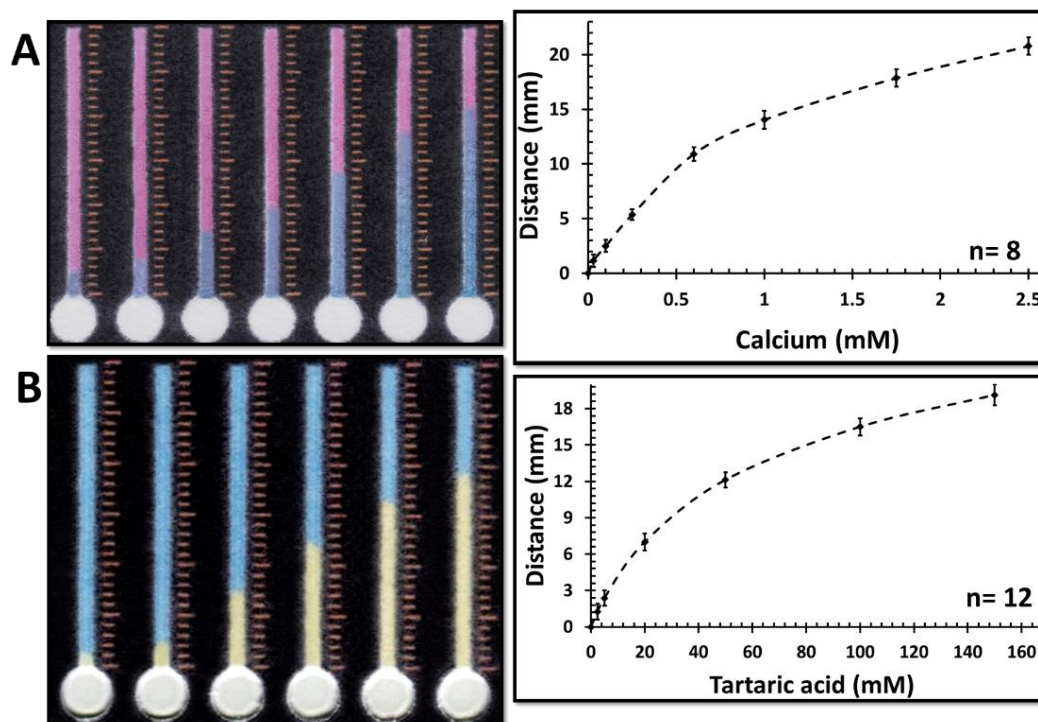 A
20
15
10
5
0
Distance (mm)
n= 8
0 0.5 1 1.5 2 2.5
Calcium (mM)
B
18
15
12
9
6
3
0
Distance (mm)
n= 12
0 20 40 60 80 100 120 140 160
Tartaric acid (mM)